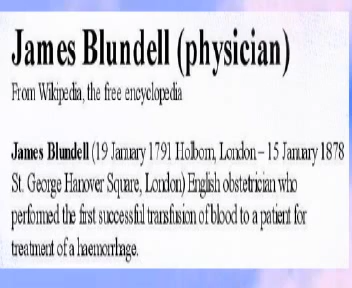 James Blundell (physician)
From Wikipedia, the free encyclopedia
James Blundell (19 January 1791 Holborn, London – 15 January 1878
St. George Hanover Square, London) English obstetrician who
performed the first successful transfusion of blood to a patient for
treatment of a haemorrhage.